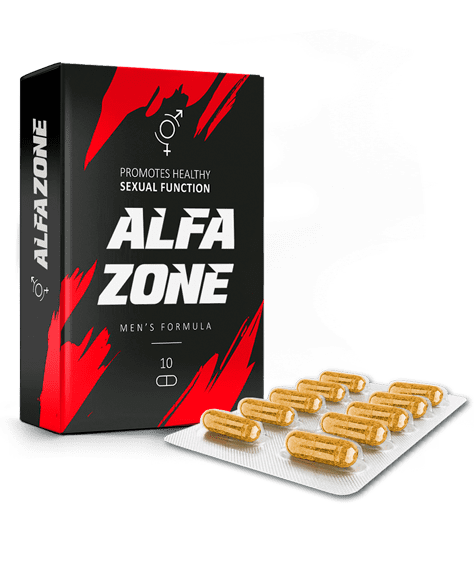 ALFAZONE
PROMOTES HEALTHY
SEXUAL FUNCTION
ALFA
ZONE
MEN'S FORMULA
10